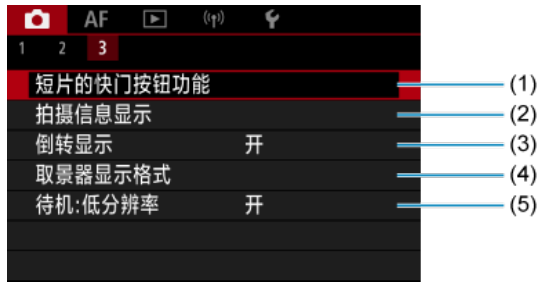 AF
1 2 3
短片的快门按钮功能 (1)
拍摄信息显示 (2)
倒转显示 开 (3)
取景器显示格式 (4)
待机:低分辨率 开 (5)